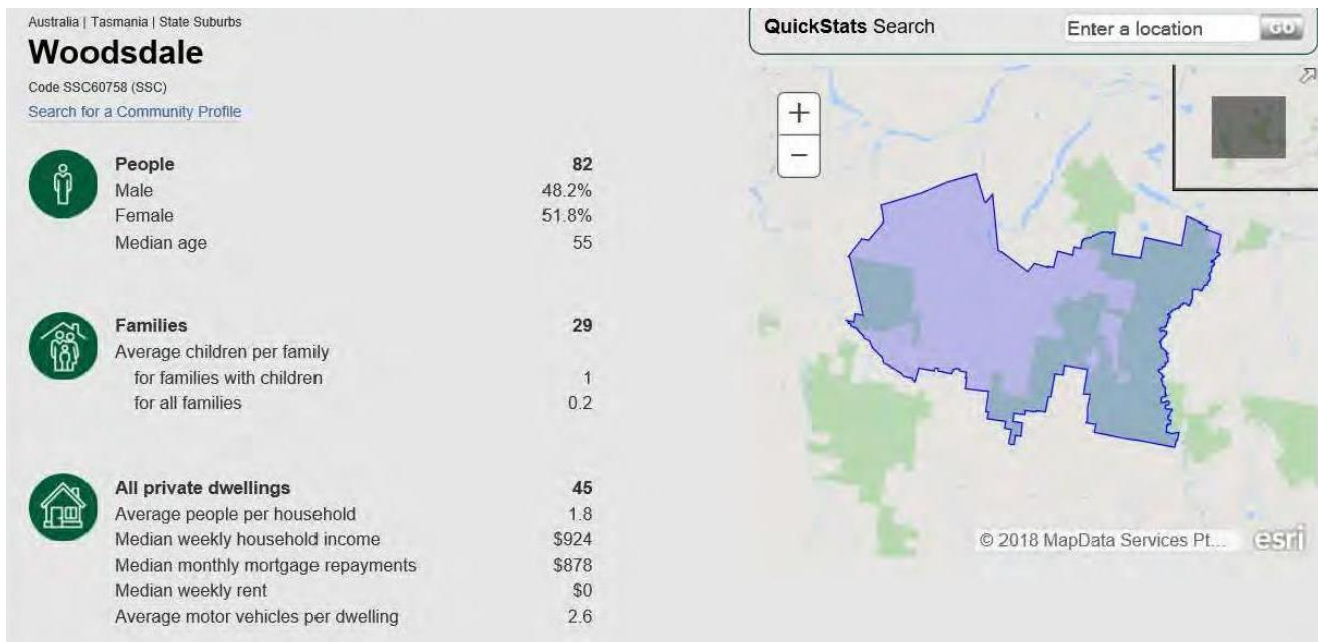 Australia | Tasmania | State Suburbs
Woodsdale
Code SSC60758 (SSC)
Search for a Community Profile
People 82
Male 48.2%
Female 51.8%
Median age 55
Families 29
Average children per family
for families with children 1
for all families 0.2
All private dwellings 45
Average people per household 1.8
Median weekly household income $924
Median monthly mortgage repayments $878
Median weekly rent $0
Average motor vehicles per dwelling 2.6
QuickStats Search Enter a location GO
+
−
© 2018 MapData Services Pt... esri